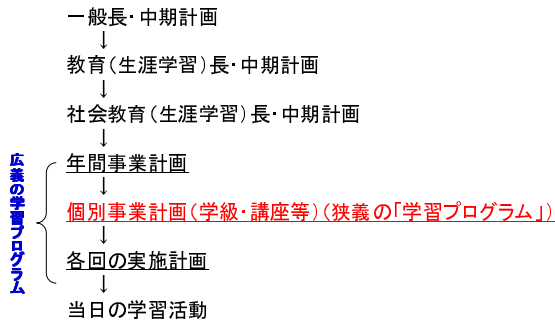 一般長・中期計画
↓
教育(生涯学習)長・中期計画
↓
社会教育(生涯学習)長・中期計画
↓
広義の学習プログラム
年間事業計画
↓
個別事業計画(学級・講座等)(狭義の「学習プログラム」)
↓
各回の実施計画
↓
当日の学習活動